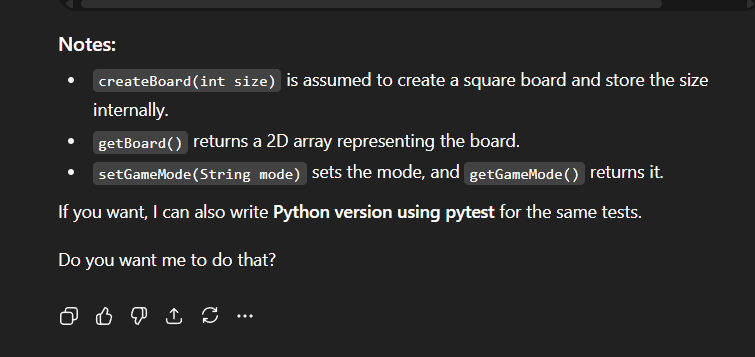 Notes:
createBoard(int size) is assumed to create a square board and store the size
internally.
getBoard() returns a 2D array representing the board.
setGameMode(String mode) sets the mode, and getGameMode() returns it.
If you want, I can also write Python version using pytest for the same tests.
Do you want me to do that?